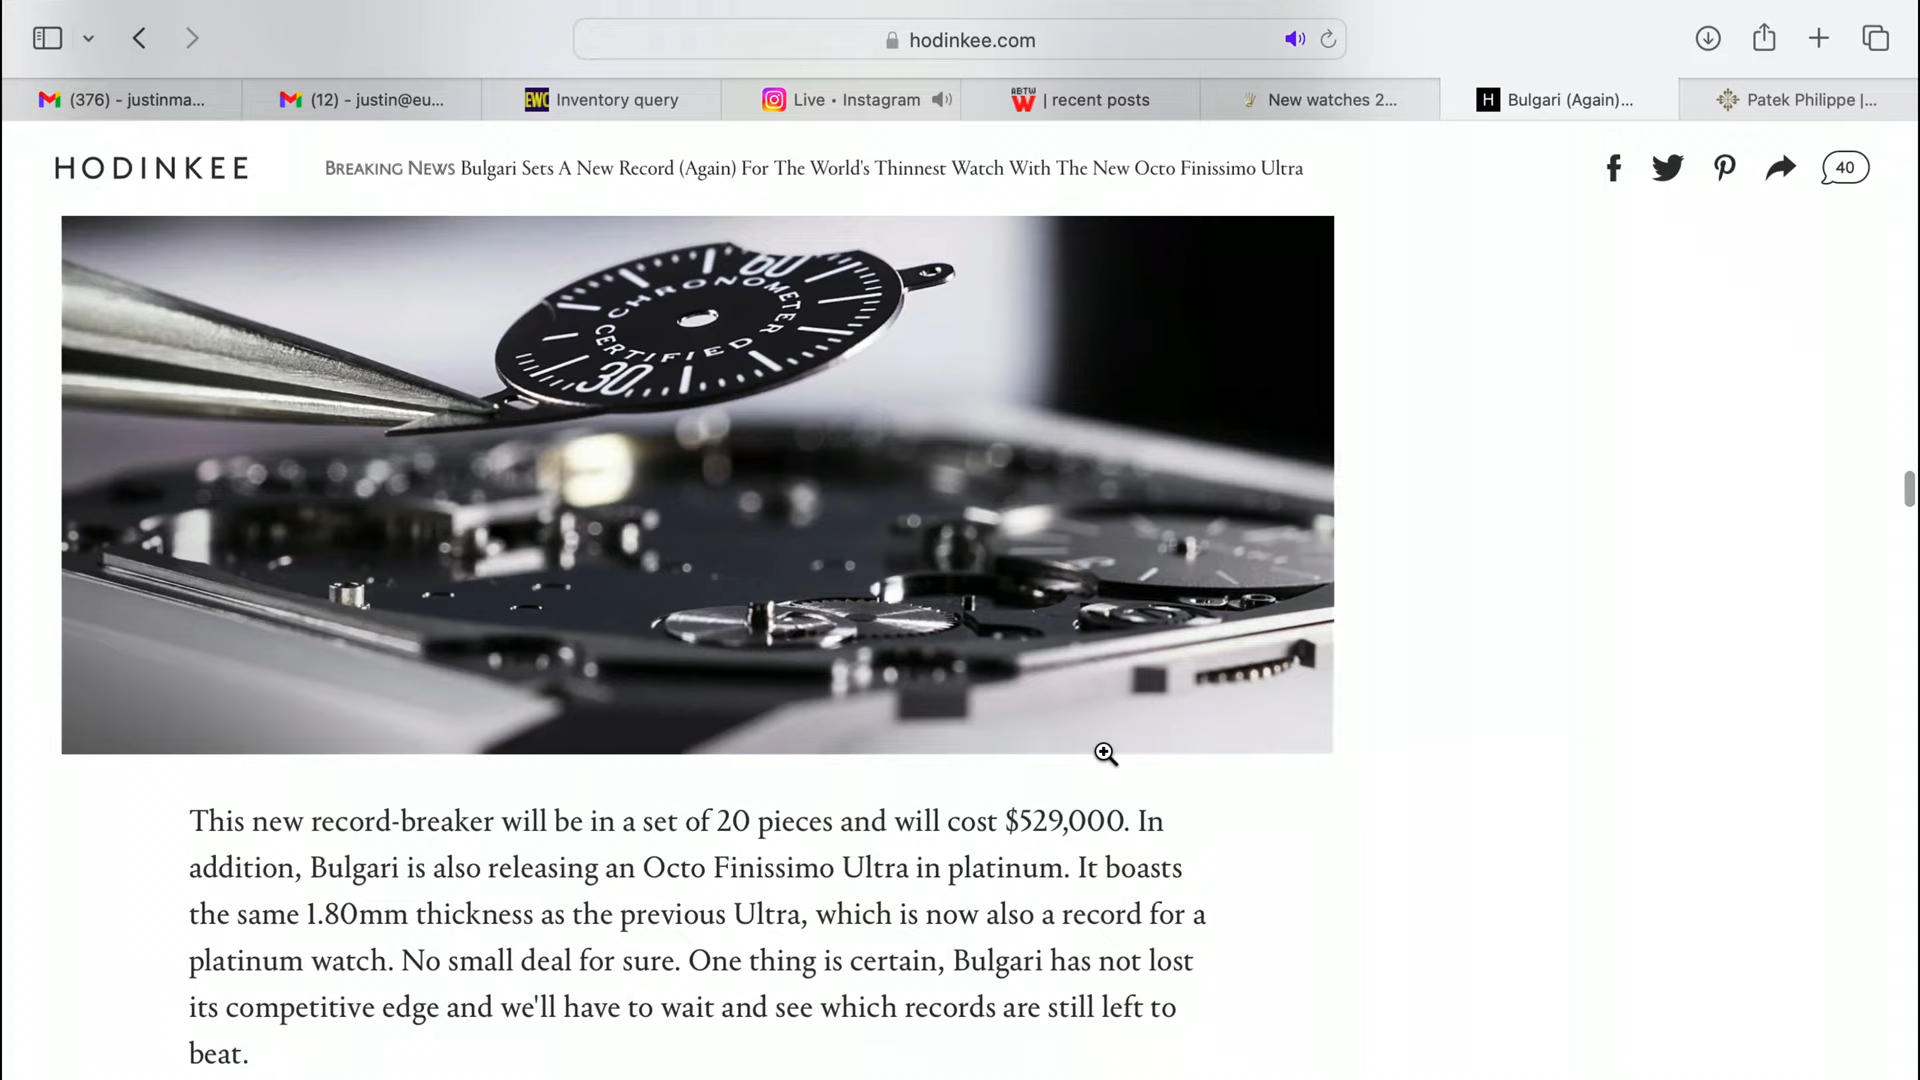 hodinkee.com
(376) - justinma...
(12) - justin@eu...
EWC Inventory query
Live • Instagram
ABTW W | recent posts
New watches 2...
H Bulgari (Again)...
Patek Philippe |...
HODINKEE
BREAKING NEWS Bulgari Sets A New Record (Again) For The World's Thinnest Watch With The New Octo Finissimo Ultra
40
60
CHRONOMETER
CERTIFIED
30
This new record-breaker will be in a set of 20 pieces and will cost $529,000. In
addition, Bulgari is also releasing an Octo Finissimo Ultra in platinum. It boasts
the same 1.80mm thickness as the previous Ultra, which is now also a record for a
platinum watch. No small deal for sure. One thing is certain, Bulgari has not lost
its competitive edge and we'll have to wait and see which records are still left to
beat.